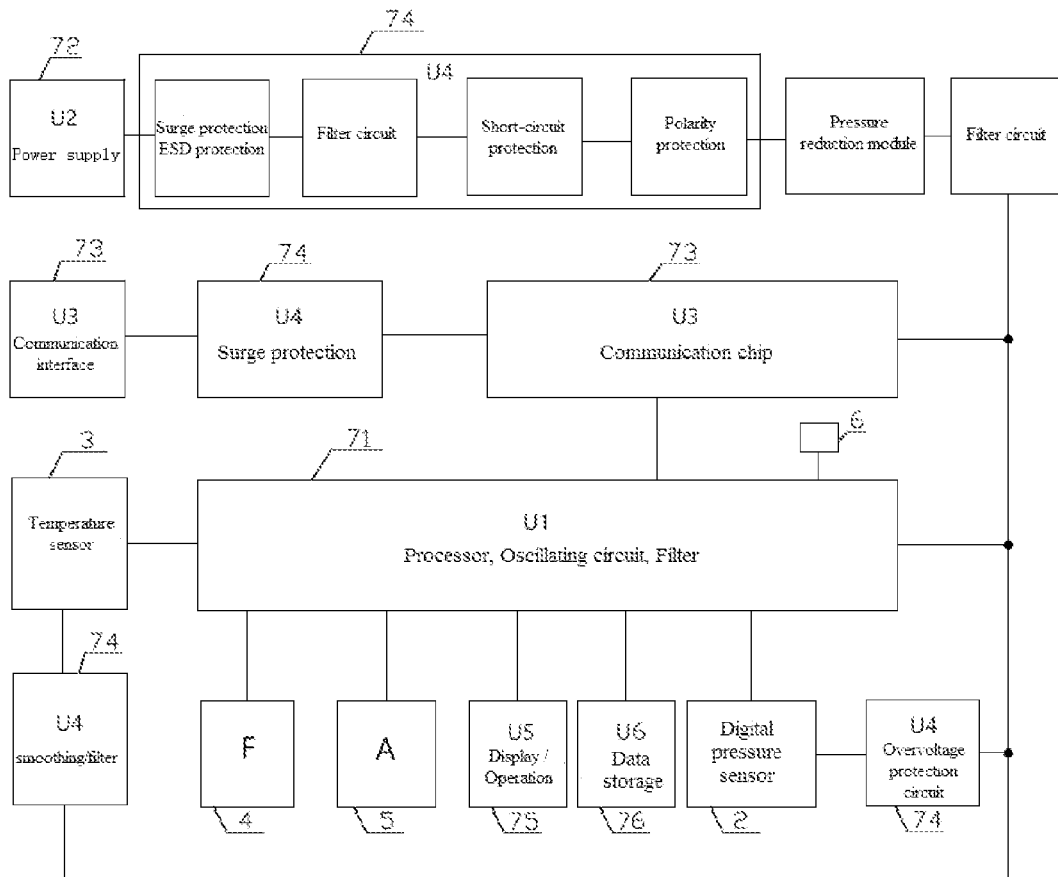 72
74
U2
Power supply
U4
Surge protection
ESD protection
Filter circuit
Short-circuit
protection
Polarity
protection
Pressure
reduction module
Filter circuit
73
74
73
U3
Communication
interface
U4
Surge protection
U3
Communication chip
3
71
6
Temperature
sensor
U1
Processor, Oscillating circuit, Filter
74
U4
smoothing/filter
F
A
U5
Display /
Operation
U6
Data
storage
Digital
pressure
sensor
U4
Overvoltage
protection
circuit
4
5
75
76
2
74